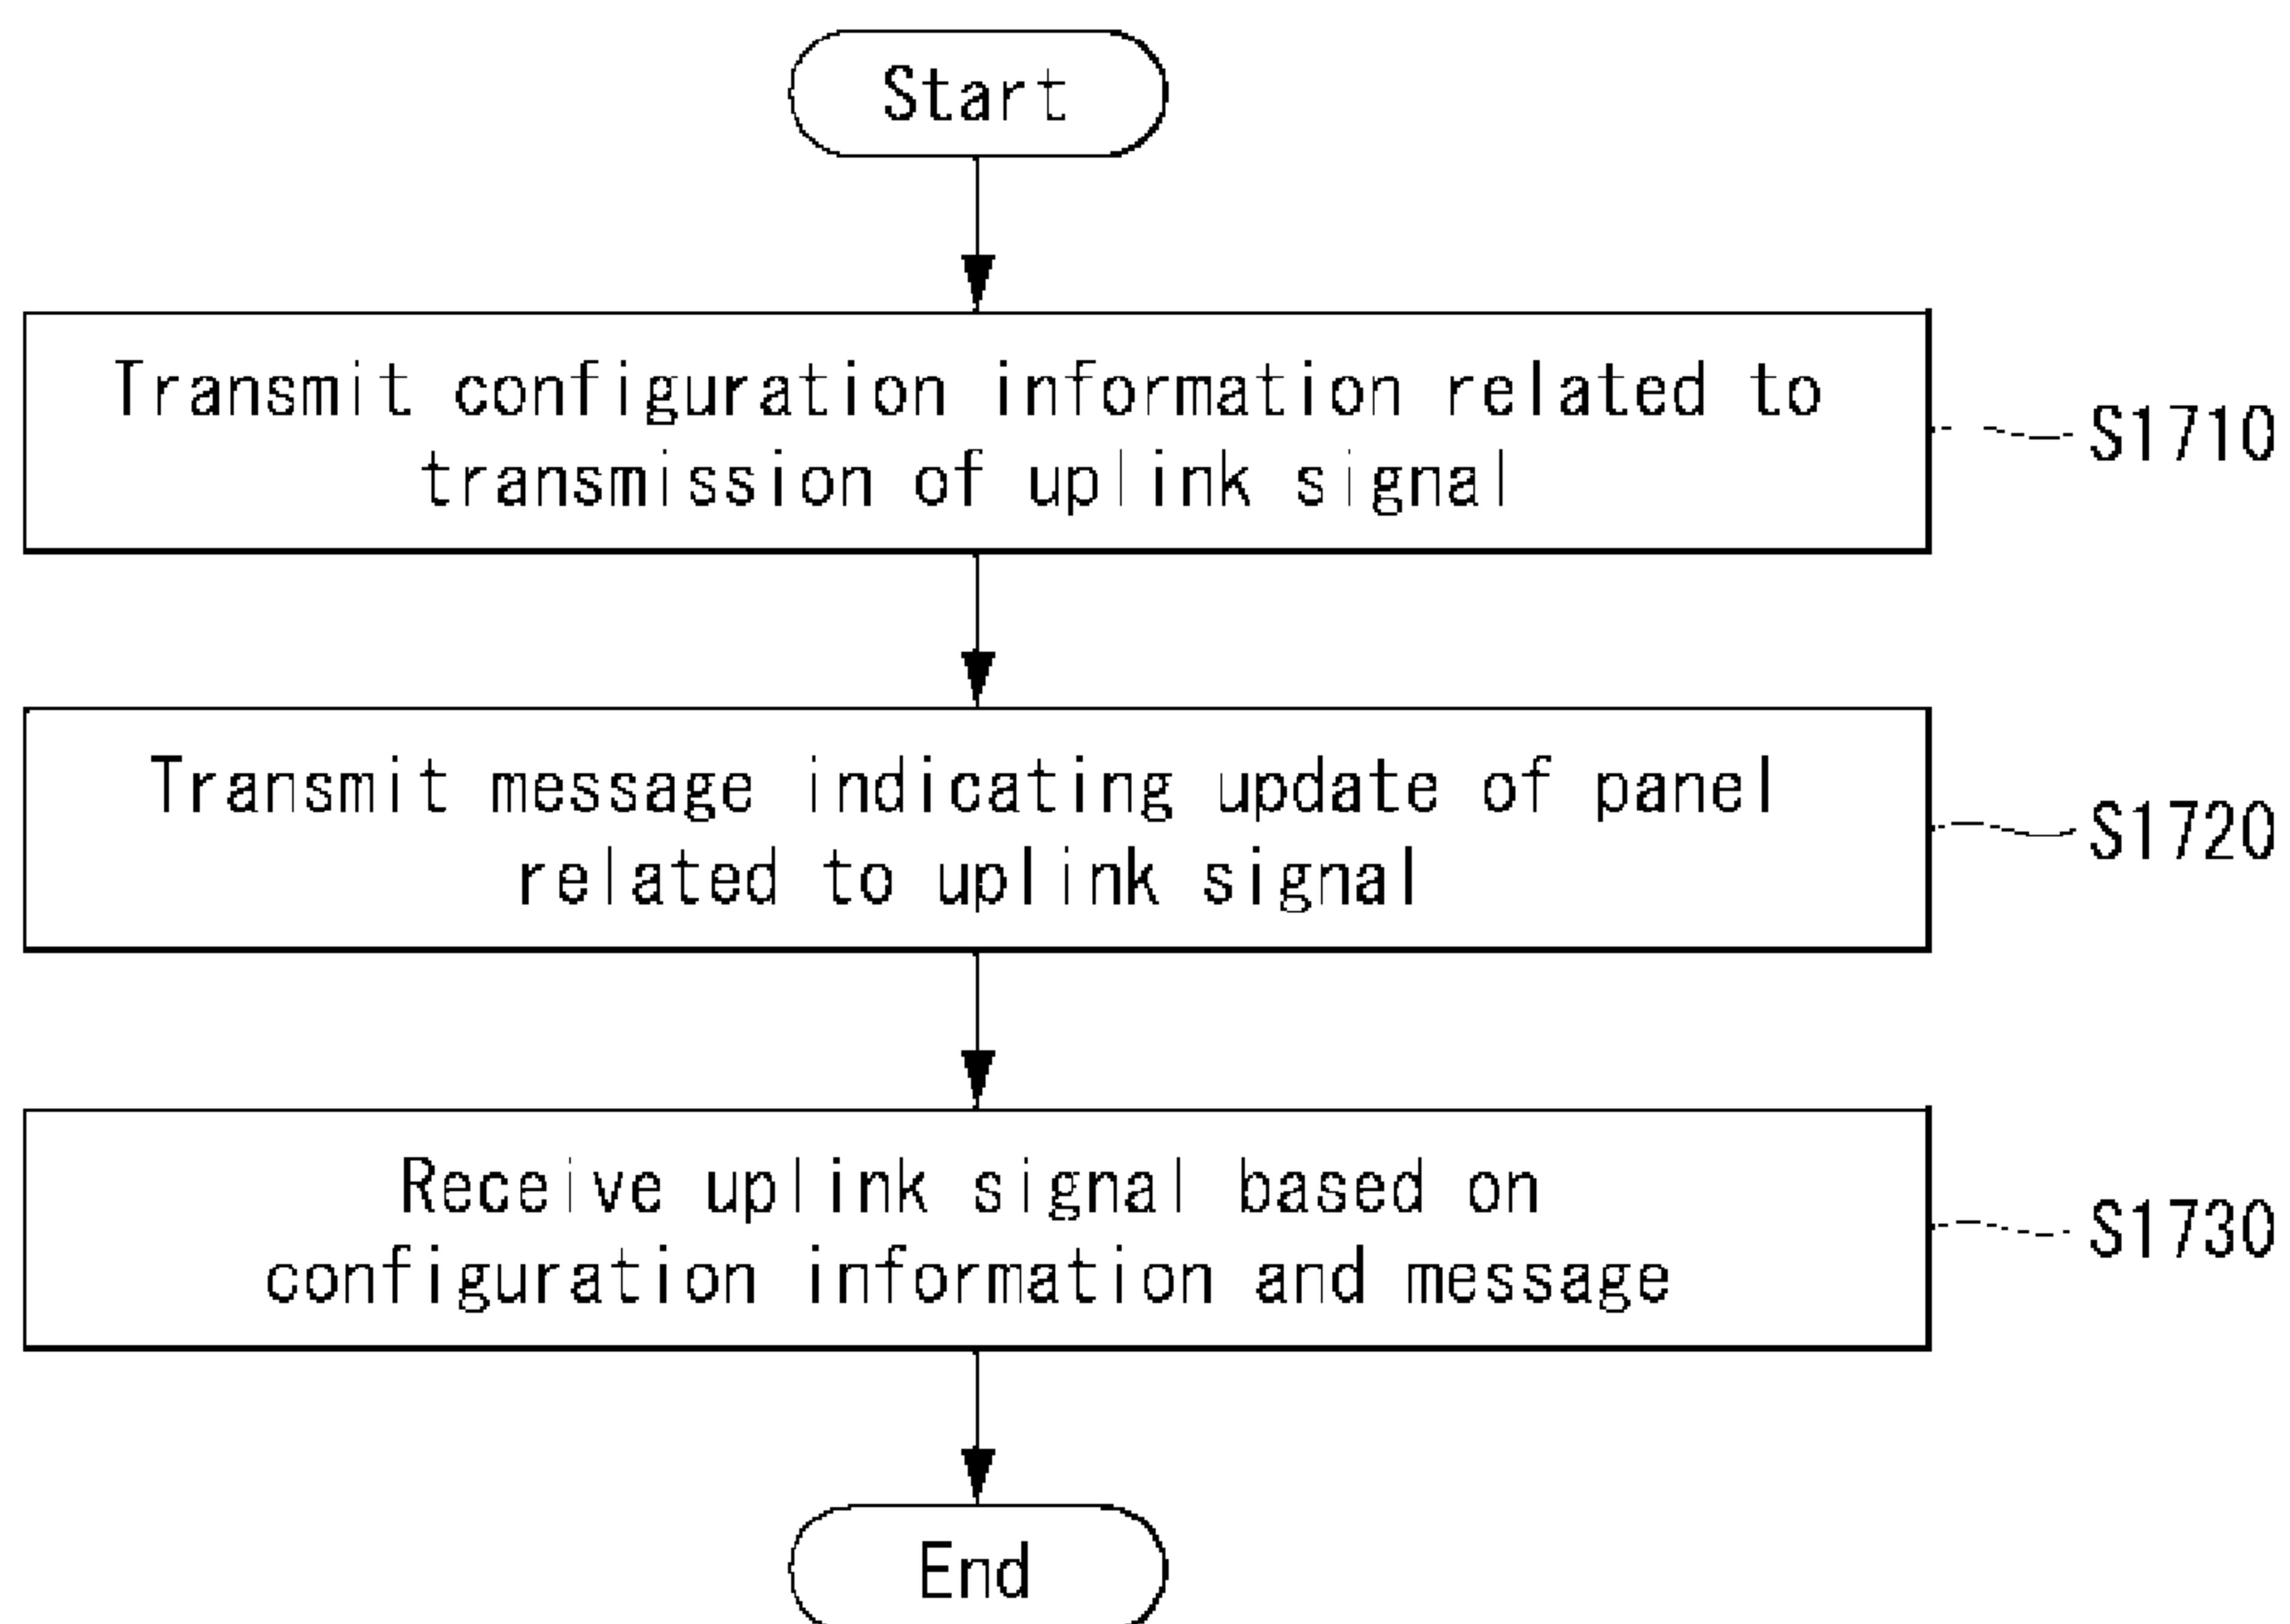 Start
Transmit configuration information related to
transmission of uplink signal
S1710
Transmit message indicating update of panel
related to uplink signal
S1720
Receive uplink signal based on
configuration information and message
S1730
End